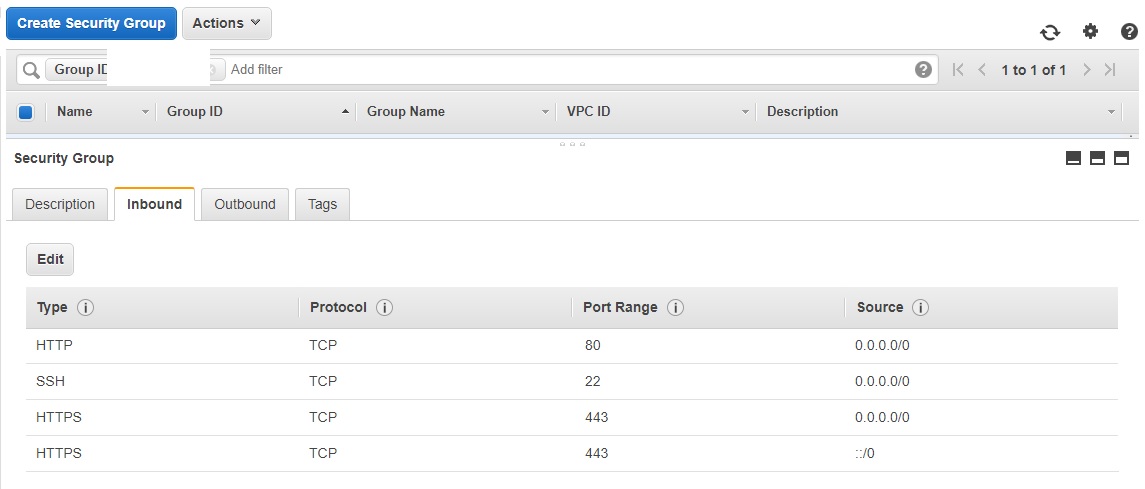 Create Security Group Actions
Group ID Add filter 1 to 1 of 1
Name Group ID Group Name VPC ID Description
Security Group
Description Inbound Outbound Tags
Edit
Type Protocol Port Range Source
HTTP TCP 80 0.0.0.0/0
SSH TCP 22 0.0.0.0/0
HTTPS TCP 443 0.0.0.0/0
HTTPS TCP 443 ::/0